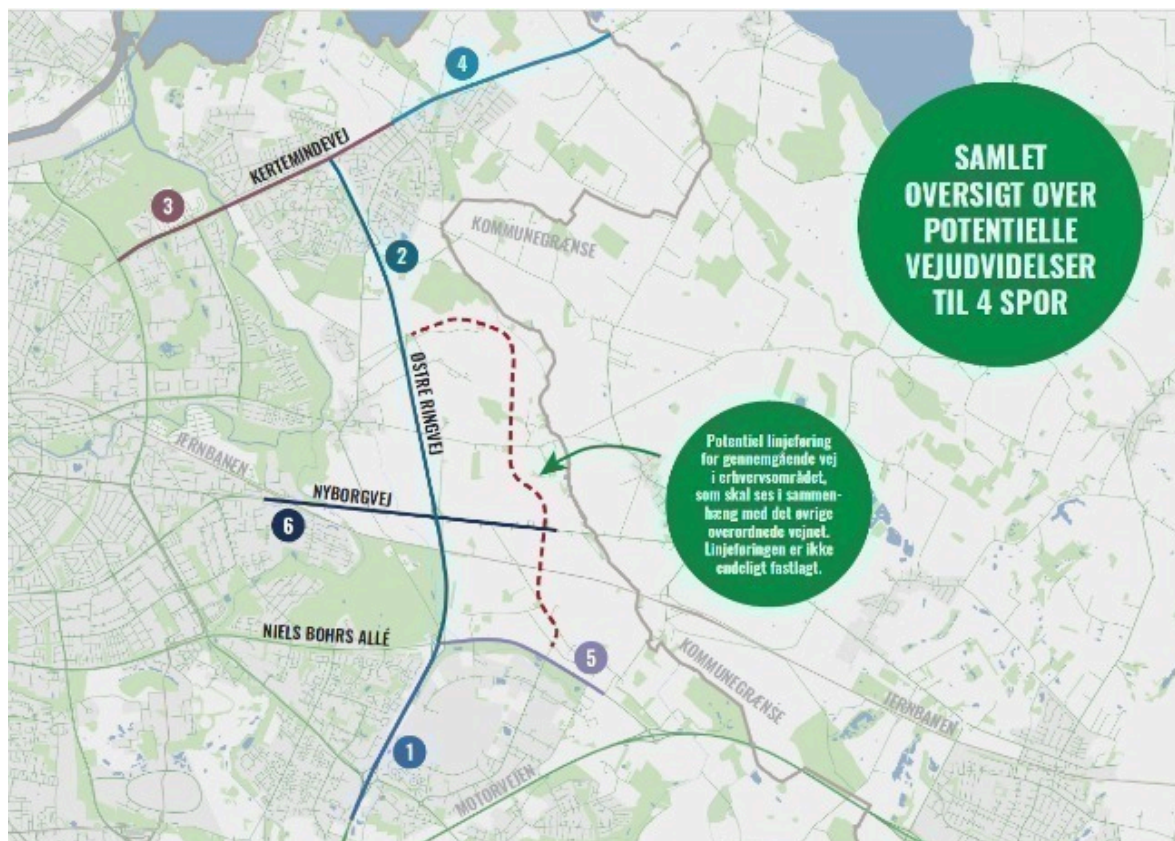 4
KERTEMINDEVEJ
3
2
KOMMUNEGRÆNSE
SAMLET
OVERSIGT OVER
POTENTIELLE
VEJUDVIDELSER
TIL 4 SPOR
ØSTRE RINGVEJ
Potentiel linjeføring
for gennemgående vej
i erhvervsområdet,
som skal ses i sammen-
hæng med det øvrige
overordnede vejnet.
Linjeføringen er ikke
endeligt fastlagt.
JERNBANEN
NYBORGVEJ
6
NIELS BOHRS ALLÉ
5
KOMMUNEGRÆNSE
JERNBANEN
1
MOTORVEJEN